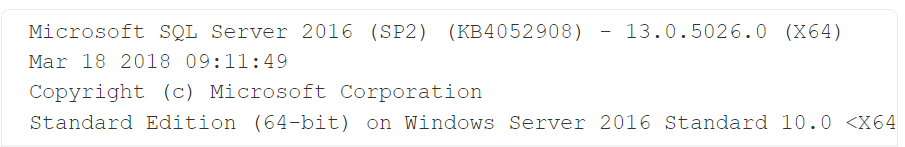 Microsoft SQL Server 2016 (SP2) (KB4052908) - 13.0.5026.0 (X64)
Mar 18 2018 09:11:49
Copyright (c) Microsoft Corporation
Standard Edition (64-bit) on Windows Server 2016 Standard 10.0 <X64